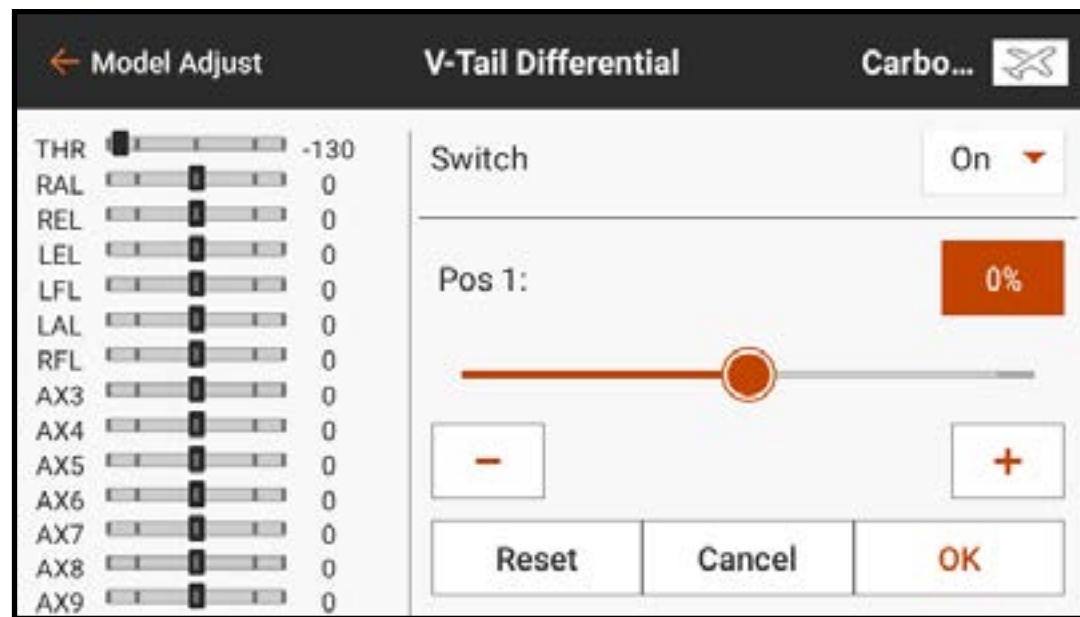 ← Model Adjust V-Tail Differential Carbo...
THR -130
RAL 0
REL 0
LEL 0
LFL 0
LAL 0
RFL 0
AX3 0
AX4 0
AX5 0
AX6 0
AX7 0
AX8 0
AX9 0
Switch On
Pos 1: 0%
− +
Reset Cancel OK